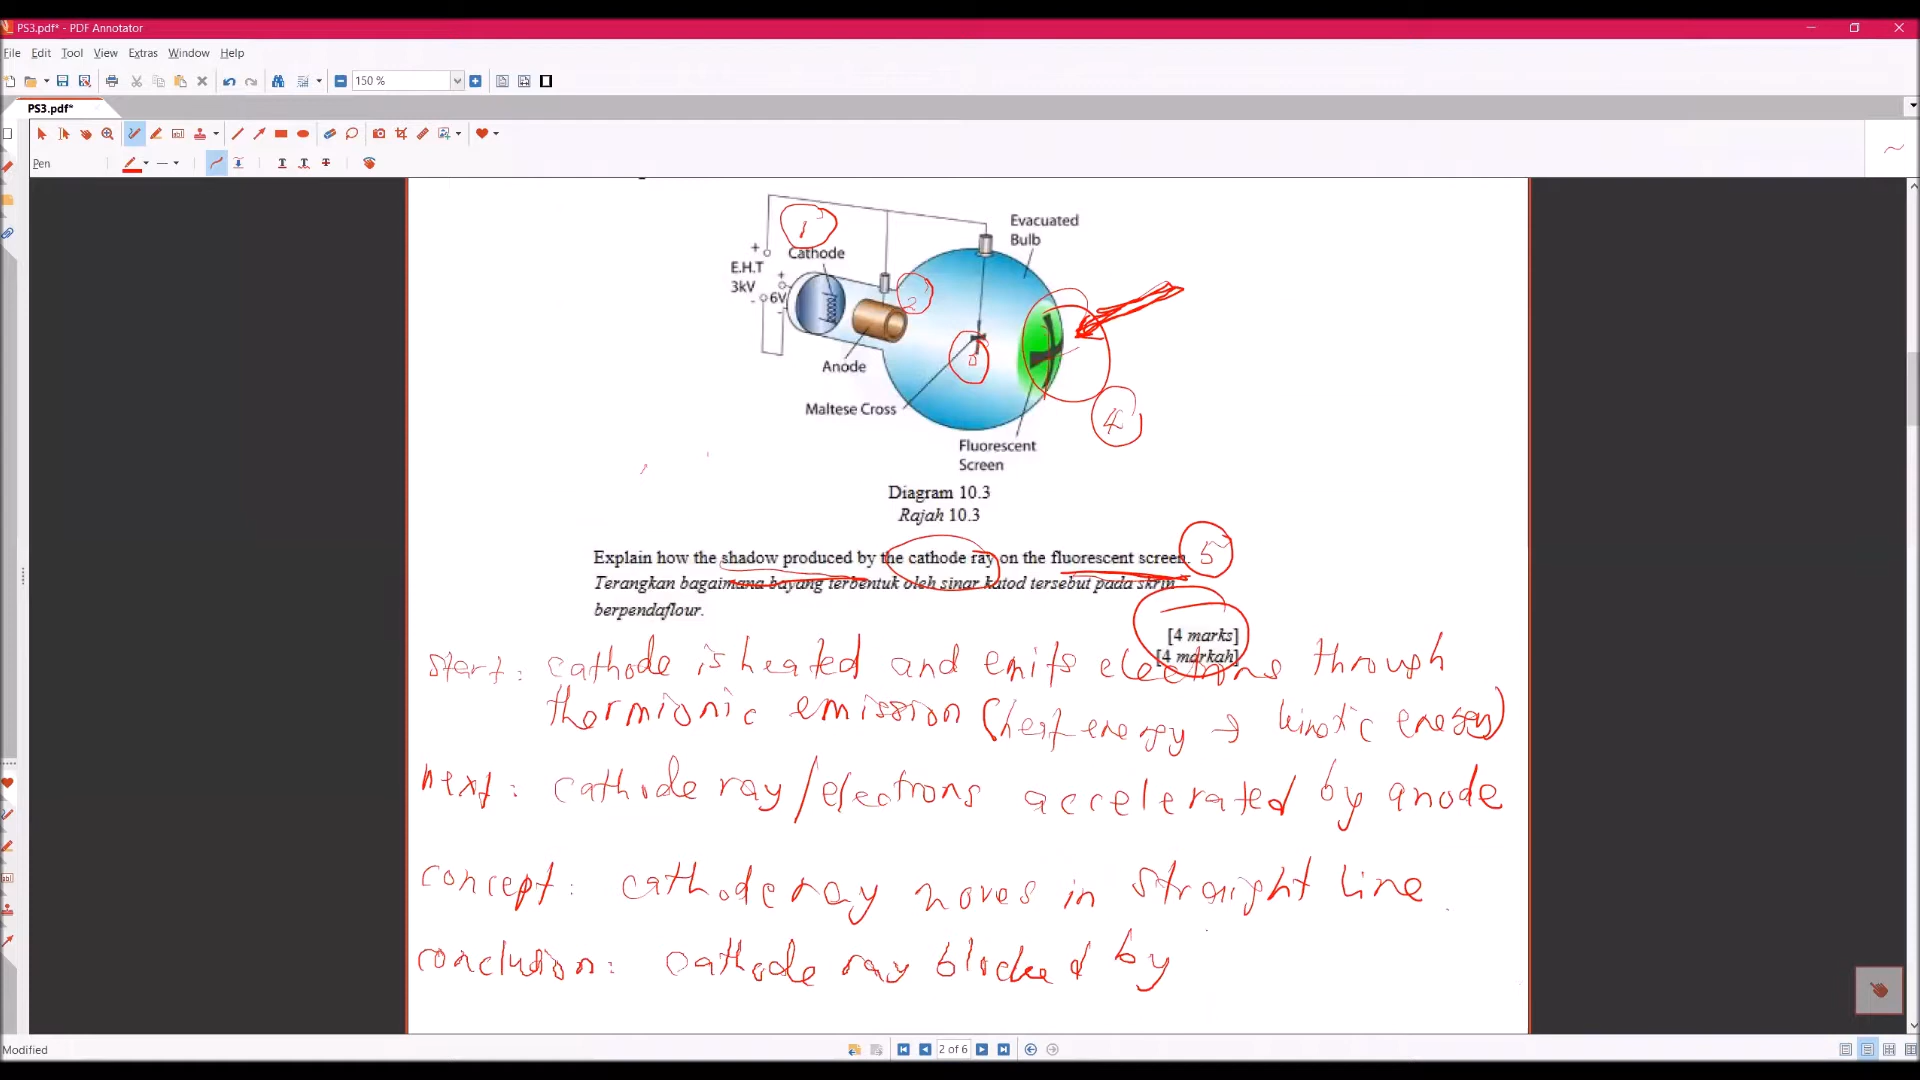 PS3.pdf* - PDF Annotator
File Edit Tool View Extras Window Help
150 %
PS3.pdf*
Pen
1
Cathode
Evacuated
Bulb
+
E.H.T
3kV
+
6V
-
-
2
Anode
Maltese Cross
4
Fluorescent
Screen
Diagram 10.3
Rajah 10.3
Explain how the shadow produced by the cathode ray on the fluorescent screen. 5
Terangkan bagaimana bayang terbentuk oleh sinar katod tersebut pada skrin
berpendaflour.
[4 marks]
[4 markah]
start: cathode is heated and emits electrons through
thermionic emission (heat energy → kinetic energy)
next: cathode ray/electrons accelerated by anode
concept: cathode ray moves in straight line
conclusion: cathode ray blocked by
Modified
2 of 6